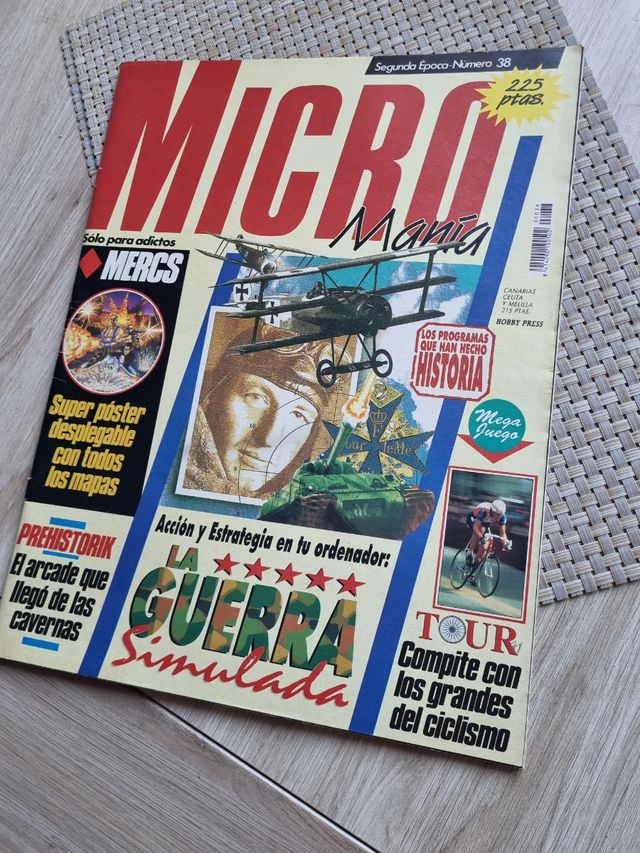 Segunda Época-Número 38
225
ptas.
MICRO
Manía
Sólo para adictos
MERCS
Super póster
desplegable
con todos
los mapas
CANARIAS
CEUTA
Y MELILLA
215 PTAS.
HOBBY PRESS
LOS PROGRAMAS
QUE HAN HECHO
HISTORIA
Mega
Juego
Pour
le Me
PREHISTORIK
El arcade que
llegó de las
cavernas
Acción y Estrategia en tu ordenador:
LA
GUERRA
Simulada
TOUR
Compite con
los grandes
del ciclismo